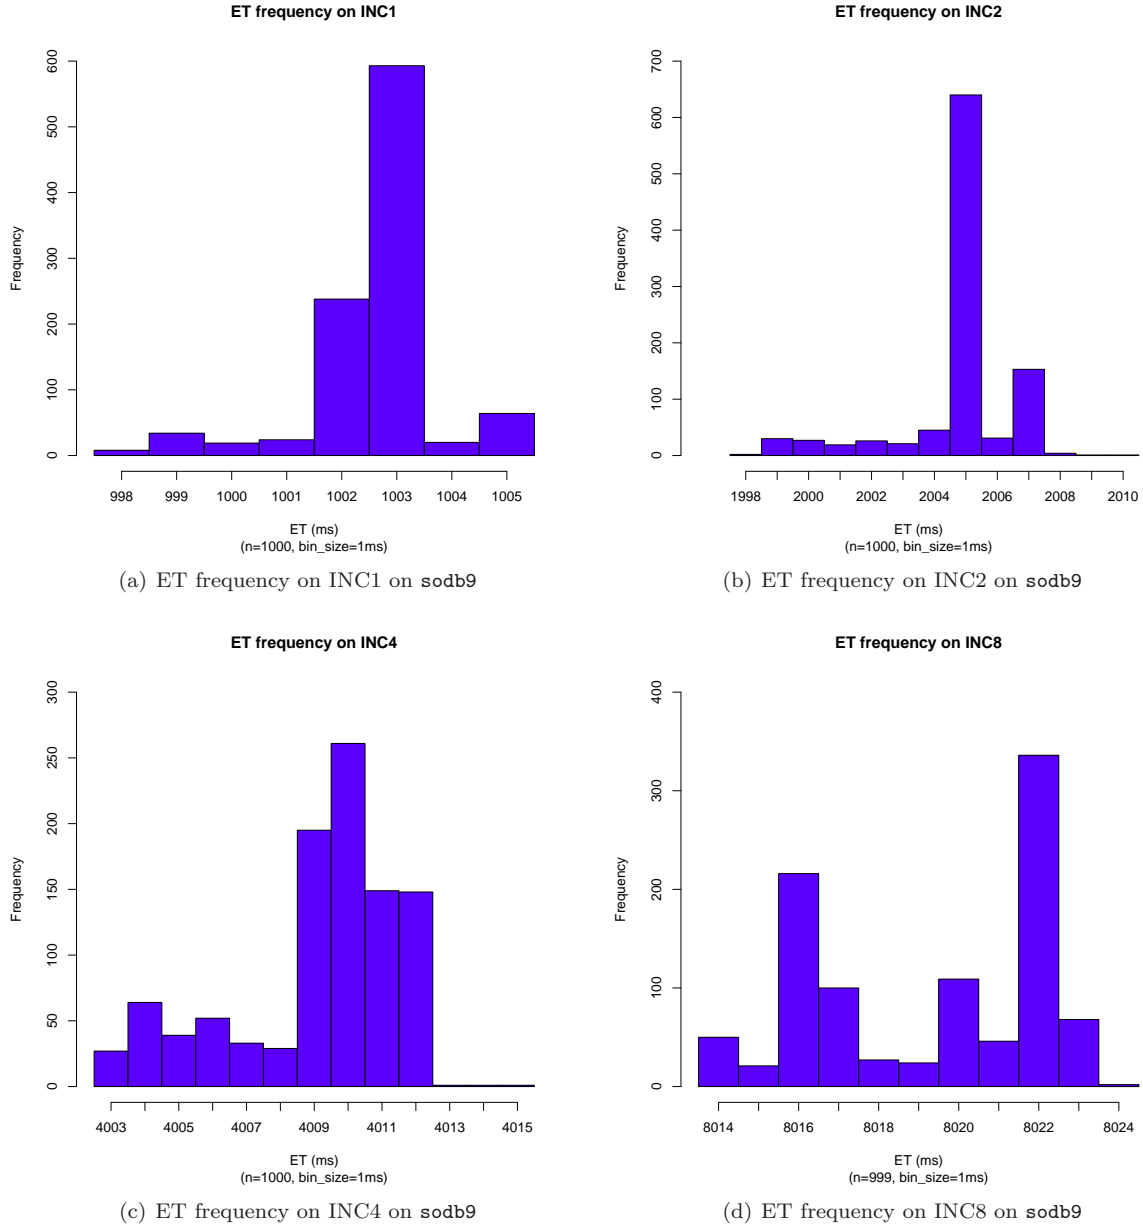 ET frequency on INC1
Frequency
600
500
400
300
200
100
0
998 999 1000 1001 1002 1003 1004 1005
ET (ms)
(n=1000, bin_size=1ms)
(a) ET frequency on INC1 on sodb9
ET frequency on INC2
Frequency
700
600
500
400
300
200
100
0
1998 2000 2002 2004 2006 2008 2010
ET (ms)
(n=1000, bin_size=1ms)
(b) ET frequency on INC2 on sodb9
ET frequency on INC4
Frequency
300
250
200
150
100
50
0
4003 4005 4007 4009 4011 4013 4015
ET (ms)
(n=1000, bin_size=1ms)
(c) ET frequency on INC4 on sodb9
ET frequency on INC8
Frequency
400
300
200
100
0
8014 8016 8018 8020 8022 8024
ET (ms)
(n=999, bin_size=1ms)
(d) ET frequency on INC8 on sodb9